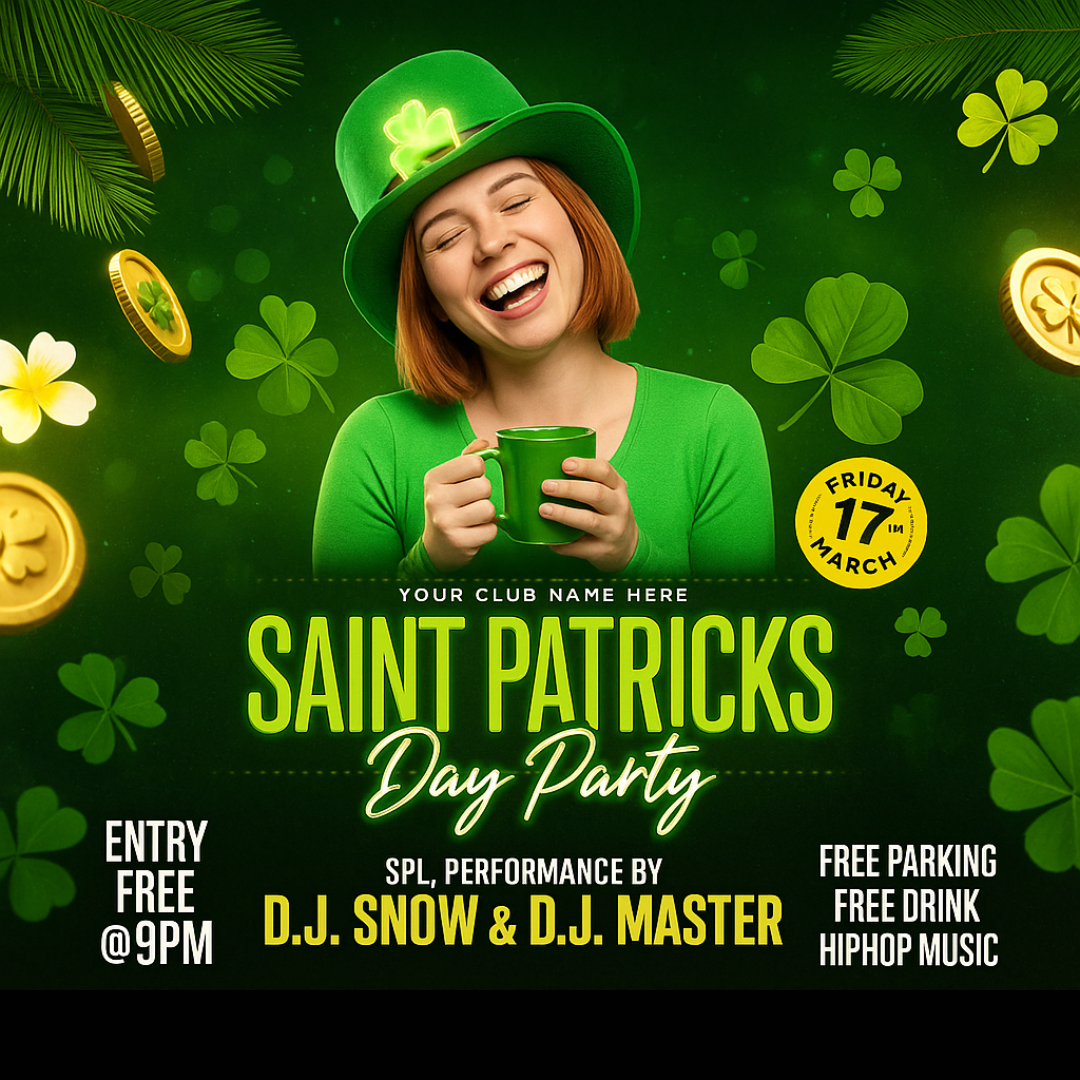 FRIDAY
17
MARCH
YOUR CLUB NAME HERE
SAINT PATRICKS
Day Party
ENTRY
FREE
@9PM
SPL, PERFORMANCE BY
D.J. SNOW & D.J. MASTER
FREE PARKING
FREE DRINK
HIPHOP MUSIC